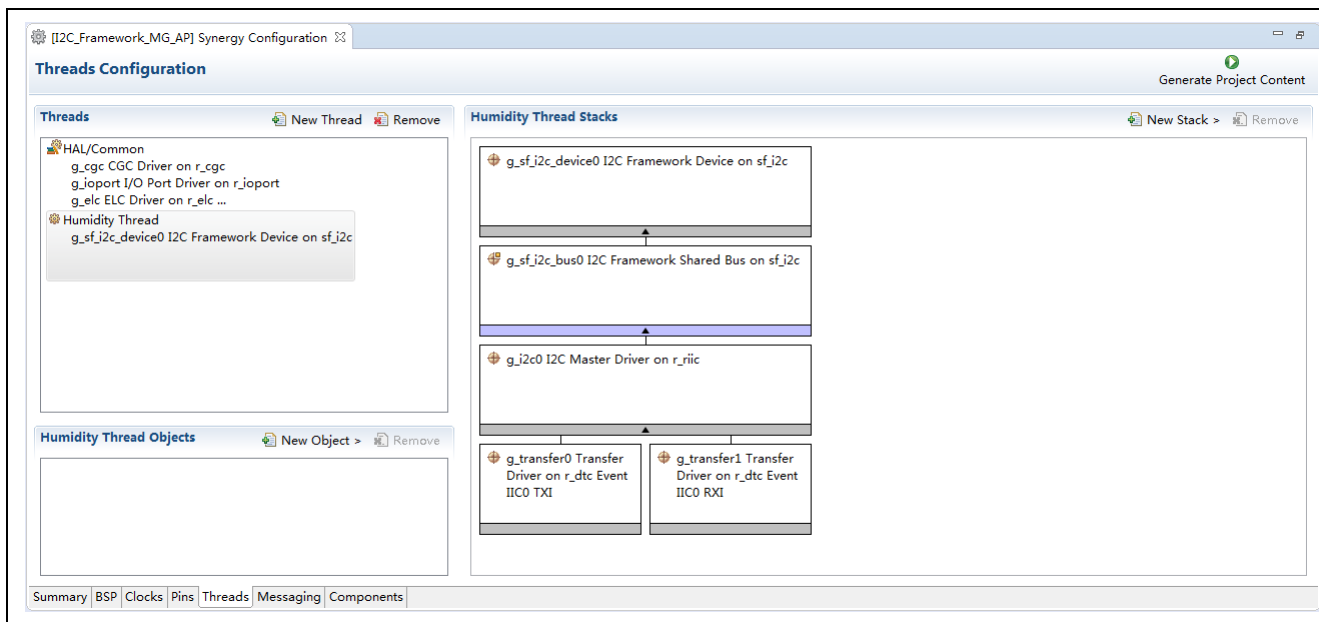 [I2C_Framework_MG_AP] Synergy Configuration
Threads Configuration
Generate Project Content
Threads
New Thread
Remove
HAL/Common
g_cgc CGC Driver on r_cgc
g_ioport I/O Port Driver on r_ioport
g_elc ELC Driver on r_elc ...
Humidity Thread
g_sf_i2c_device0 I2C Framework Device on sf_i2c
Humidity Thread Objects
New Object >
Remove
Humidity Thread Stacks
New Stack >
Remove
g_sf_i2c_device0 I2C Framework Device on sf_i2c
g_sf_i2c_bus0 I2C Framework Shared Bus on sf_i2c
g_i2c0 I2C Master Driver on r_riic
g_transfer0 Transfer
Driver on r_dtc Event
IIC0 TXI
g_transfer1 Transfer
Driver on r_dtc Event
IIC0 RXI
Summary BSP Clocks Pins Threads Messaging Components